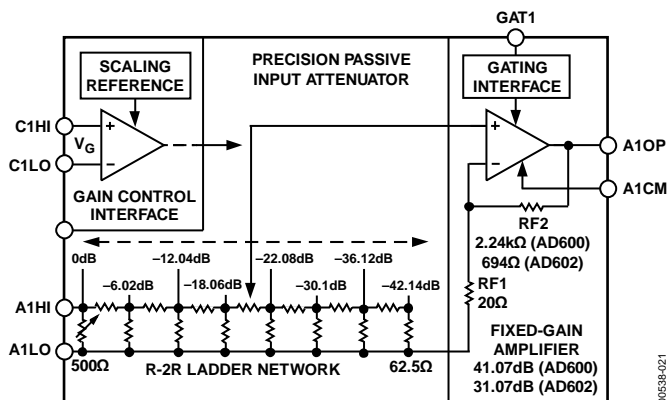 GAT1
PRECISION PASSIVE
INPUT ATTENUATOR
SCALING
REFERENCE
GATING
INTERFACE
C1HI
+
VG
–
C1LO
+
–
A1OP
A1CM
GAIN CONTROL
INTERFACE
RF2
2.24kΩ (AD600)
694Ω (AD602)
0dB
–12.04dB
–22.08dB
–36.12dB
–6.02dB
–18.06dB
–30.1dB
–42.14dB
RF1
20Ω
A1HI
A1LO
500Ω
R-2R LADDER NETWORK
62.5Ω
FIXED-GAIN
AMPLIFIER
41.07dB (AD600)
31.07dB (AD602)
00538-021